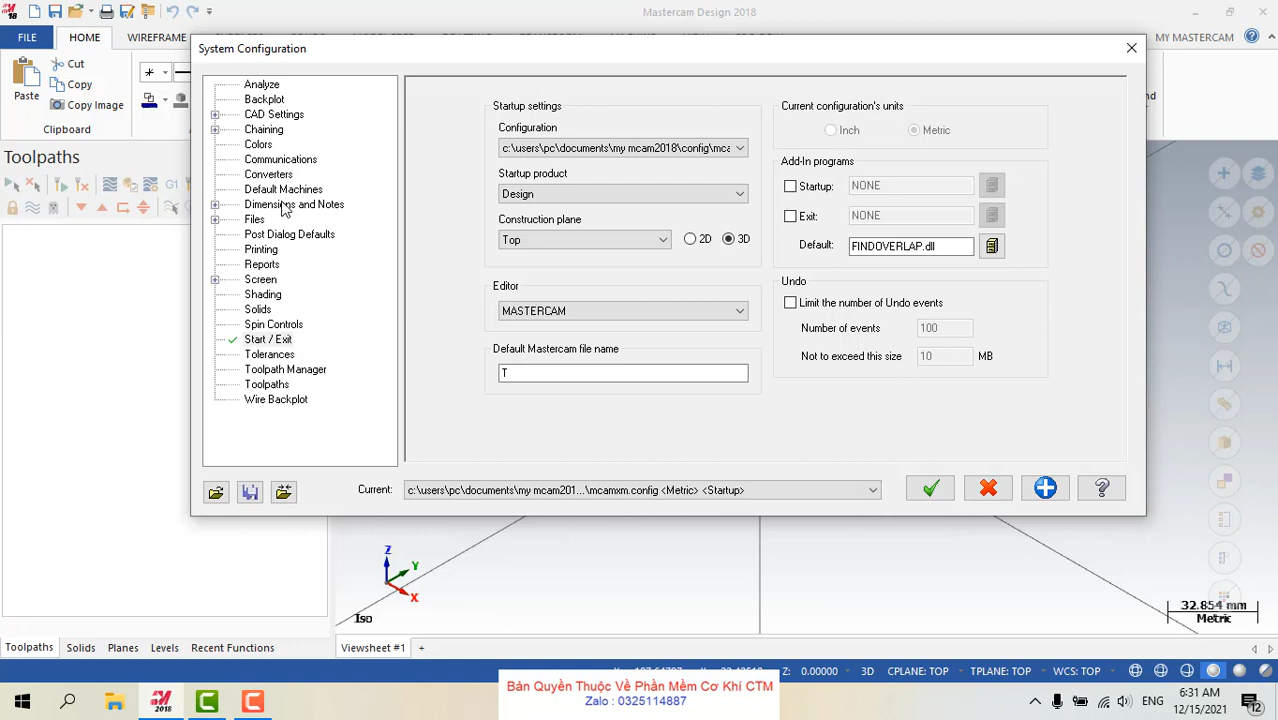 Mastercam Design 2018
FILE
HOME
WIREFRAME
MY MASTERCAM
Paste
Cut
Copy
Copy Image
Clipboard
Toolpaths
G1
System Configuration
Analyze
Backplot
CAD Settings
Chaining
Colors
Communications
Converters
Default Machines
Dimensions and Notes
Files
Post Dialog Defaults
Printing
Reports
Screen
Shading
Solids
Spin Controls
Start / Exit
Tolerances
Toolpath Manager
Toolpaths
Wire Backplot
Startup settings
Configuration
c:\users\pc\documents\my mcam2018\config\mca
Startup product
Design
Construction plane
Top
2D
3D
Editor
MASTERCAM
Default Mastercam file name
T
Current configuration's units
Inch
Metric
Add-In programs
Startup: NONE
Exit: NONE
Default: FINDOVERLAP.dll
Undo
Limit the number of Undo events
Number of events 100
Not to exceed this size 10 MB
Current: c:\users\pc\documents\my mcam201...\mcamxm.config <Metric> <Startup>
Z
Y
X
Iso
32.854 mm
Metric
Toolpaths Solids Planes Levels Recent Functions
Viewsheet #1 +
Z: 0.00000 3D CPLANE: TOP TPLANE: TOP WCS: TOP
Bản Quyền Thuộc Về Phần Mềm Cơ Khí CTM
Zalo : 0325114887
ENG
6:31 AM
12/15/2021
12